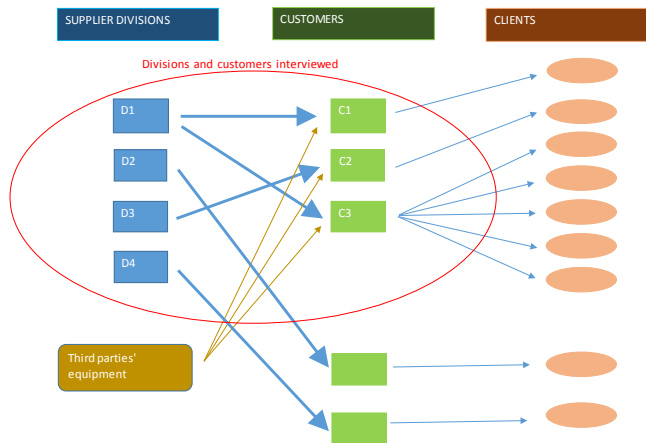 SUPPLIER DIVISIONS
CUSTOMERS
CLIENTS
Divisions and customers interviewed
D1
C1
D2
C2
D3
C3
D4
Third parties'
equipment